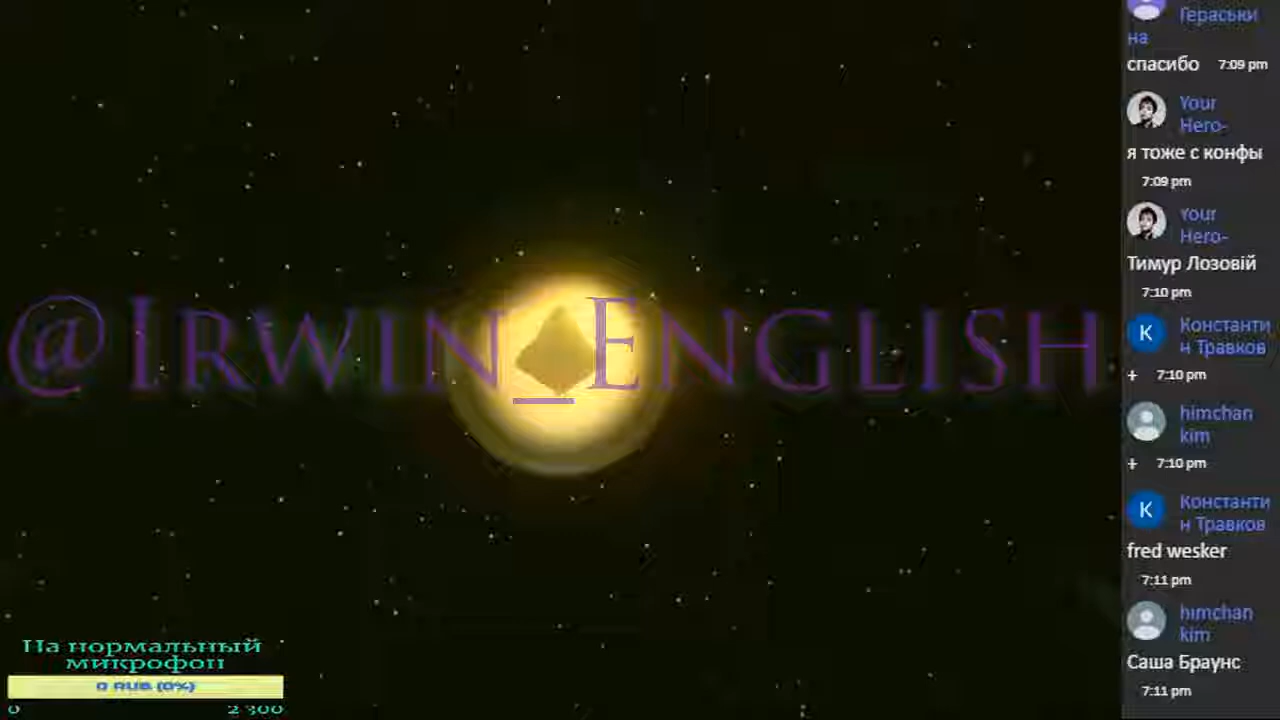 @Irwin_English
На нормальный
микрофон
0 RUB (0%)
0 2 300
Гераськи
на
спасибо 7:09 pm
Your
Hero-
я тоже с конфы
7:09 pm
Your
Hero-
Тимур Лозовій
7:10 pm
К
Константи
н Травков
+ 7:10 pm
himchan
kim
+ 7:10 pm
К
Константи
н Травков
fred wesker
7:11 pm
himchan
kim
Саша Браунс
7:11 pm